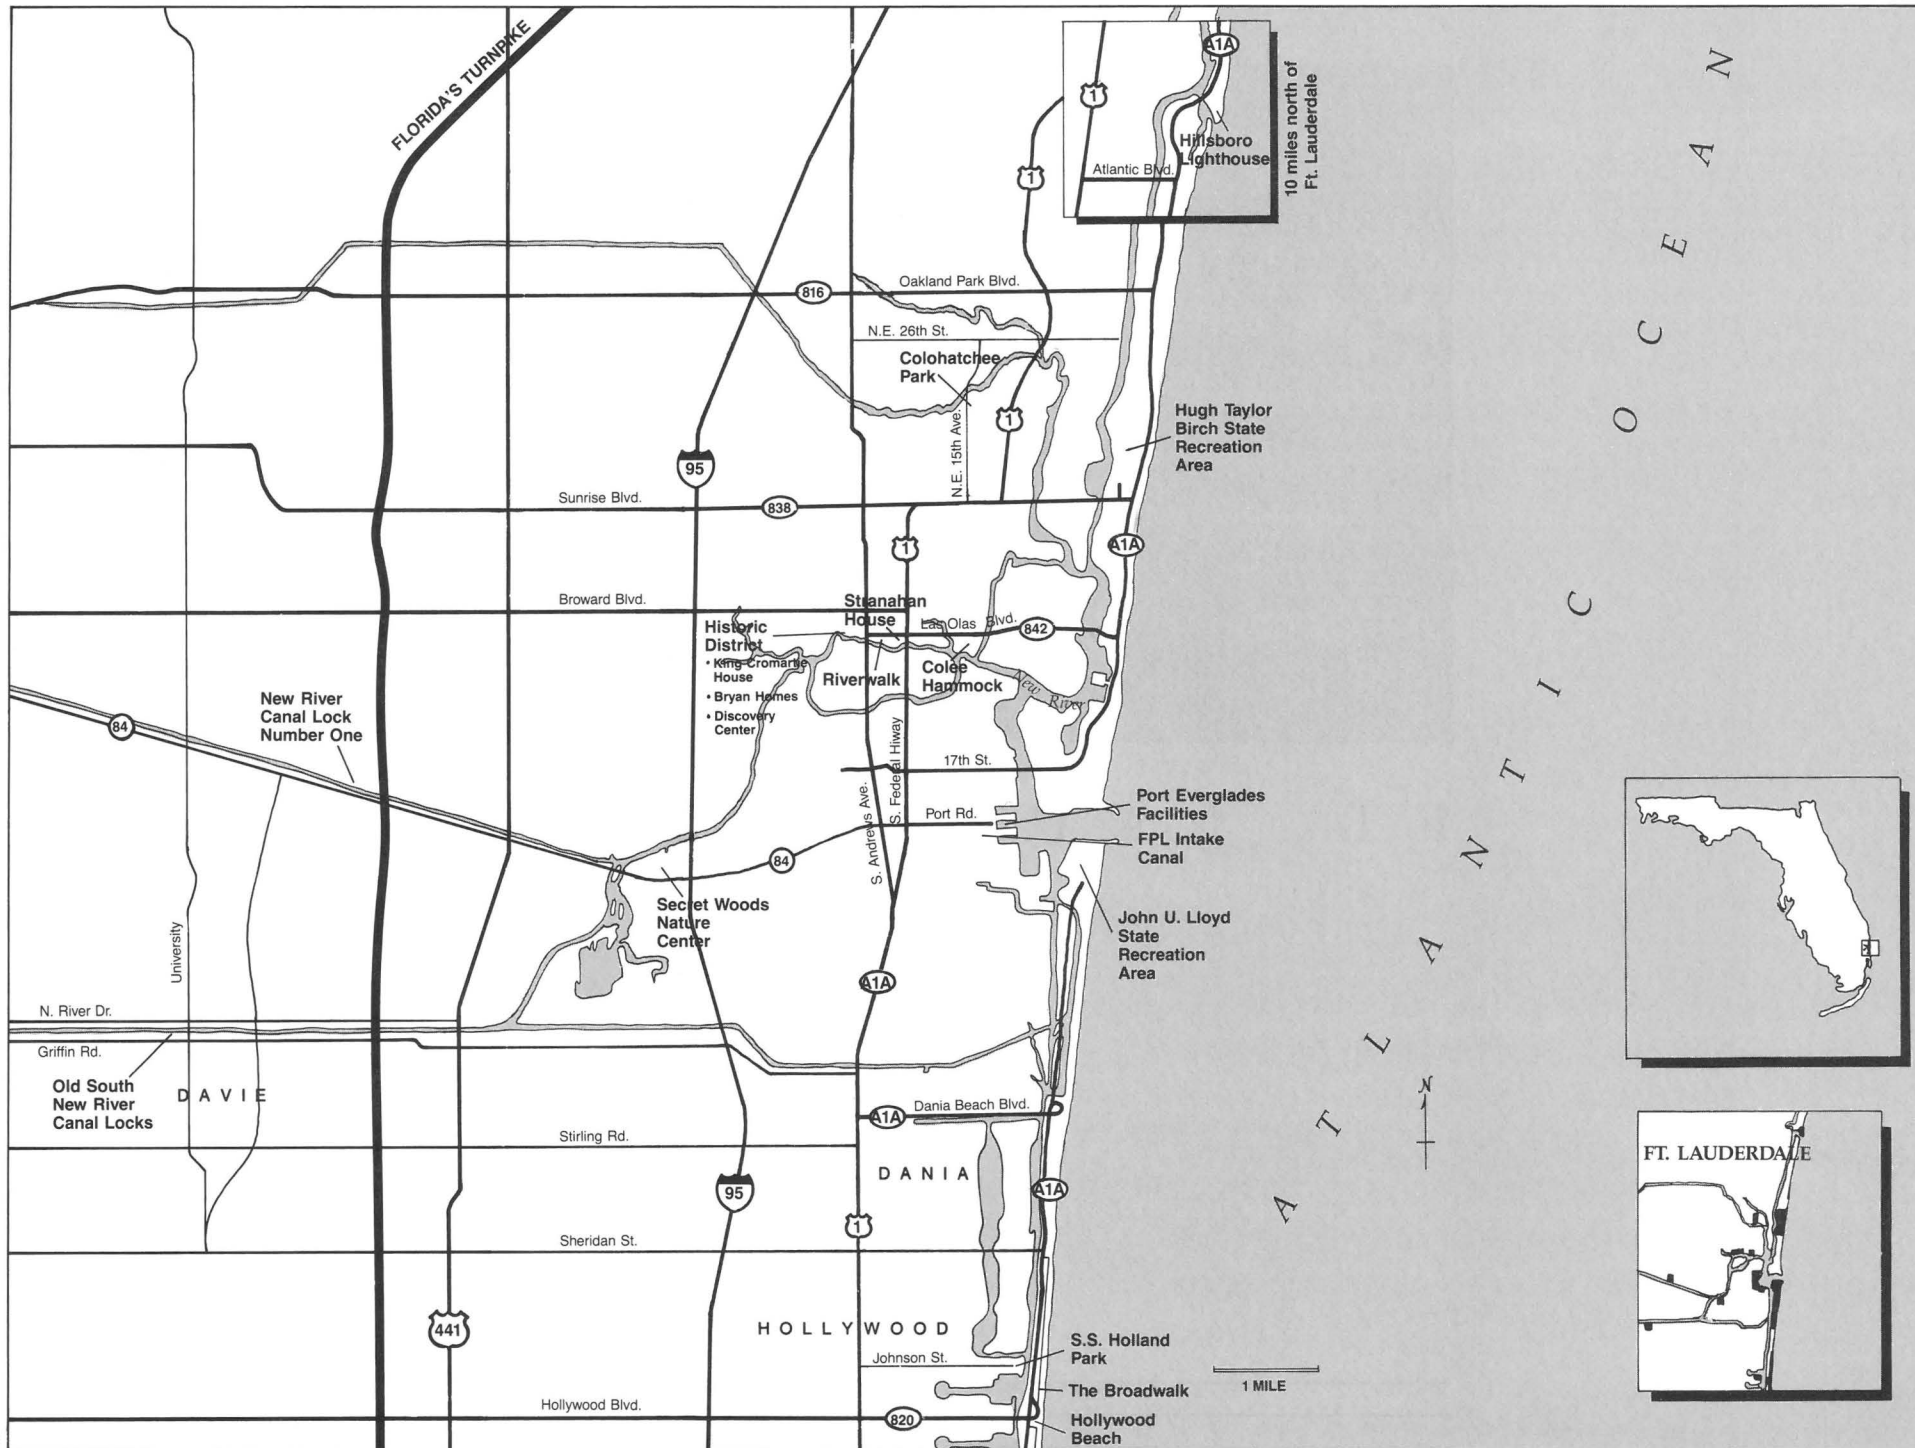 FLORIDA'S TURNPIKE
A1A
1
10 miles north of
Ft. Lauderdale
Hillsboro
Lighthouse
Atlantic Blvd.
1
816
Oakland Park Blvd.
N.E. 26th St.
Colohatchee
Park
N.E. 15th Ave.
1
Hugh Taylor
Birch State
Recreation
Area
95
Sunrise Blvd.
838
1
A1A
Broward Blvd.
Stranahan
House
Las Olas Blvd.
842
Historic
District
• King Cromartie
House
• Bryan Homes
• Discovery
Center
Riverwalk
Colee
Hammock
New River
New River
Canal Lock
Number One
84
S. Federal Hiway
17th St.
S. Andrews Ave.
Port Rd.
Port Everglades
Facilities
FPL Intake
Canal
84
Secret Woods
Nature
Center
John U. Lloyd
State
Recreation
Area
University
A1A
N. River Dr.
Griffin Rd.
Old South
New River
Canal Locks
DAVIE
A1A
Dania Beach Blvd.
Stirling Rd.
DANIA
95
A1A
1
Sheridan St.
441
HOLLYWOOD
Johnson St.
S.S. Holland
Park
The Broadwalk
Hollywood Blvd.
820
Hollywood
Beach
1 MILE
ATLANTIC OCEAN
N
FT. LAUDERDALE